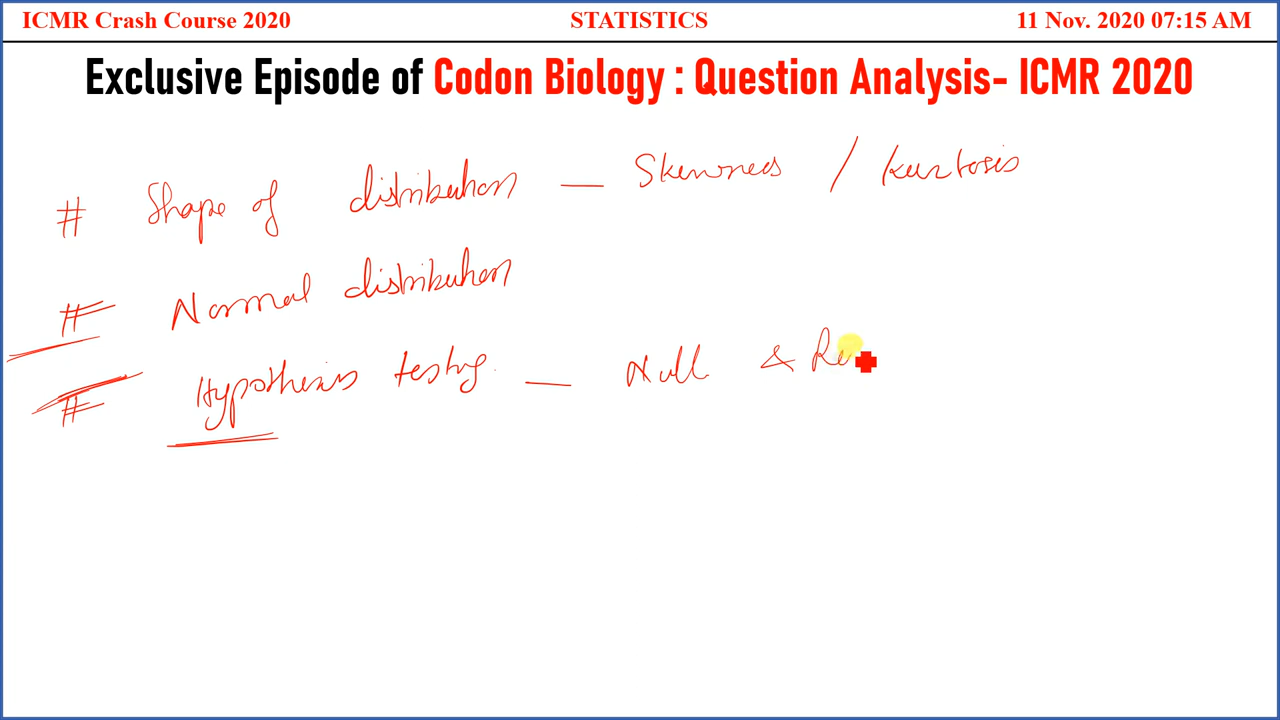 ICMR Crash Course 2020 STATISTICS 11 Nov. 2020 07:15 AM
Exclusive Episode of Codon Biology : Question Analysis- ICMR 2020
# Shape of distribution — Skewness / Kurtosis
# Normal distribution
# Hypothesis testing — Null & Re